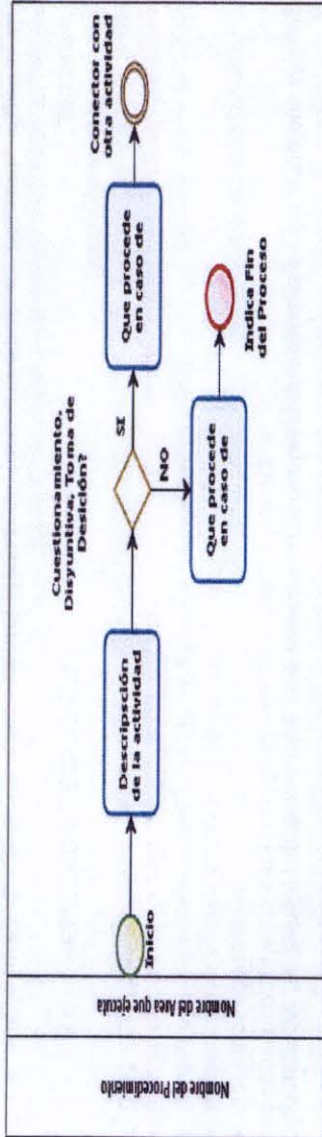 Nombre del Procedimiento
Nombre del Area que ejecuta
Inicio
Descripsción
de la actividad
Cuestionamiento.
Disyuntiva, Toma de
Desición?
SI
No
Que procede
en caso de
Que procede
en caso de
Conector con
otra actividad
Indica Fin
del Proceso